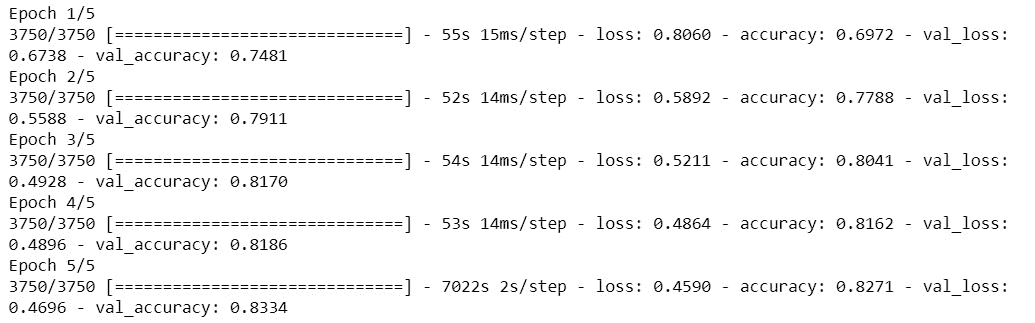 Epoch 1/5
3750/3750 [==============================] - 55s 15ms/step - loss: 0.8060 - accuracy: 0.6972 - val_loss:
0.6738 - val_accuracy: 0.7481
Epoch 2/5
3750/3750 [==============================] - 52s 14ms/step - loss: 0.5892 - accuracy: 0.7788 - val_loss:
0.5588 - val_accuracy: 0.7911
Epoch 3/5
3750/3750 [==============================] - 54s 14ms/step - loss: 0.5211 - accuracy: 0.8041 - val_loss:
0.4928 - val_accuracy: 0.8170
Epoch 4/5
3750/3750 [==============================] - 53s 14ms/step - loss: 0.4864 - accuracy: 0.8162 - val_loss:
0.4896 - val_accuracy: 0.8186
Epoch 5/5
3750/3750 [==============================] - 7022s 2s/step - loss: 0.4590 - accuracy: 0.8271 - val_loss:
0.4696 - val_accuracy: 0.8334